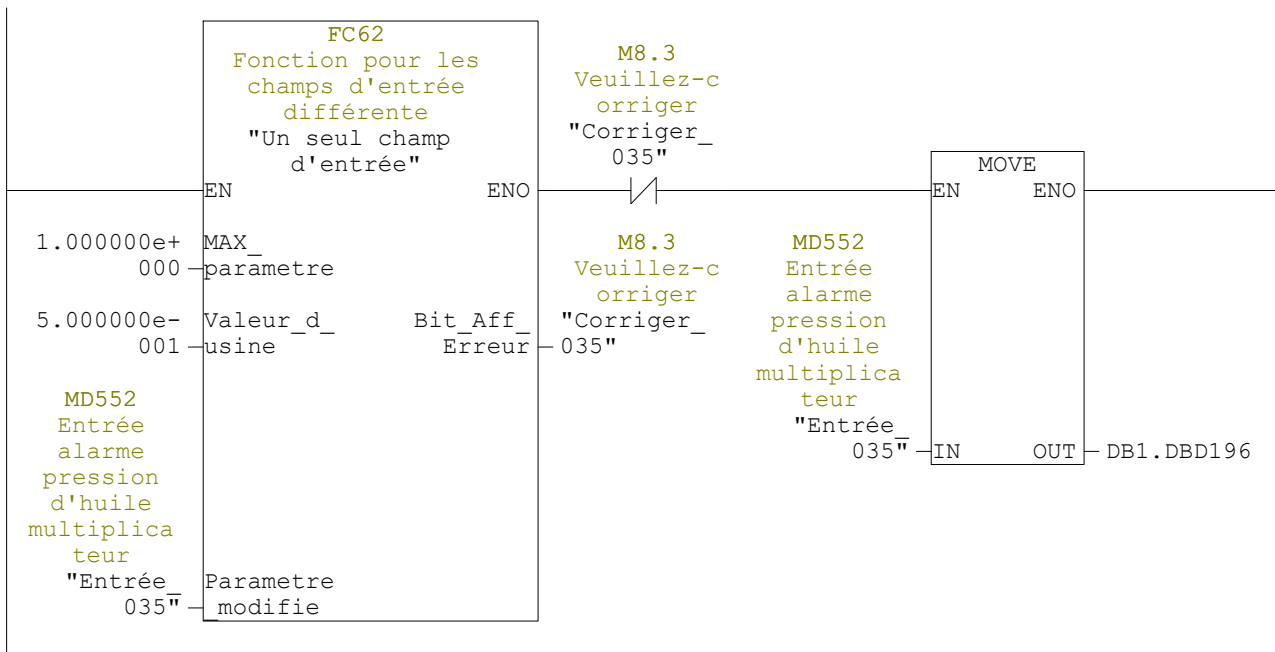 FC62
Fonction pour les
champs d'entrée
différente
"Un seul champ
d'entrée"
EN
ENO
M8.3
Veuillez-c
orriger
"Corriger_
035"
MOVE
EN
ENO
1.000000e+
000
MAX_
parametre
5.000000e-
001
Valeur_d_
usine
Bit_Aff_
Erreur
M8.3
Veuillez-c
orriger
"Corriger_
035"
MD552
Entrée
alarme
pression
d'huile
multiplica
teur
"Entrée_
035"
IN
OUT
DB1.DBD196
MD552
Entrée
alarme
pression
d'huile
multiplica
teur
"Entrée_
035"
Parametre
_modifie